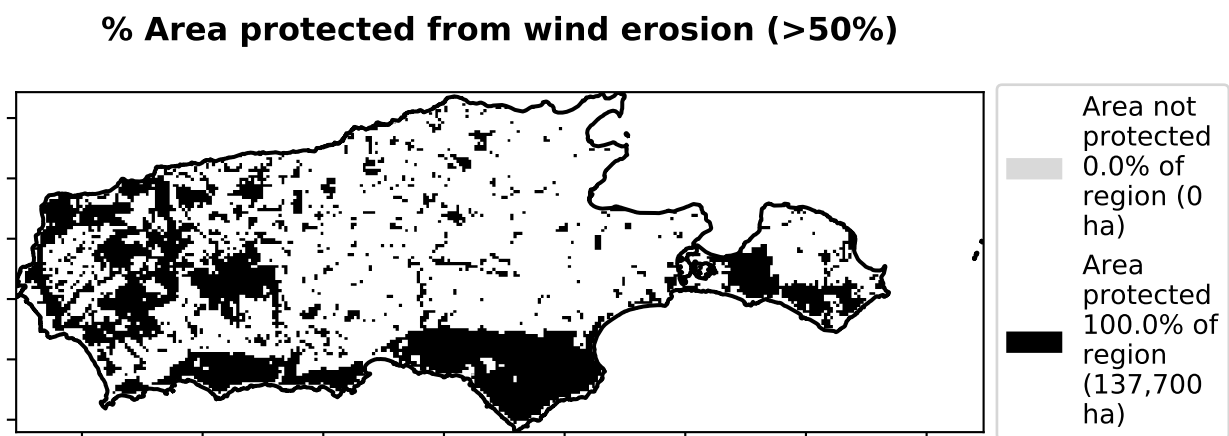 % Area protected from wind erosion (>50%)
Area not
protected
0.0% of
region (0
ha)
Area
protected
100.0% of
region
(137,700
ha)